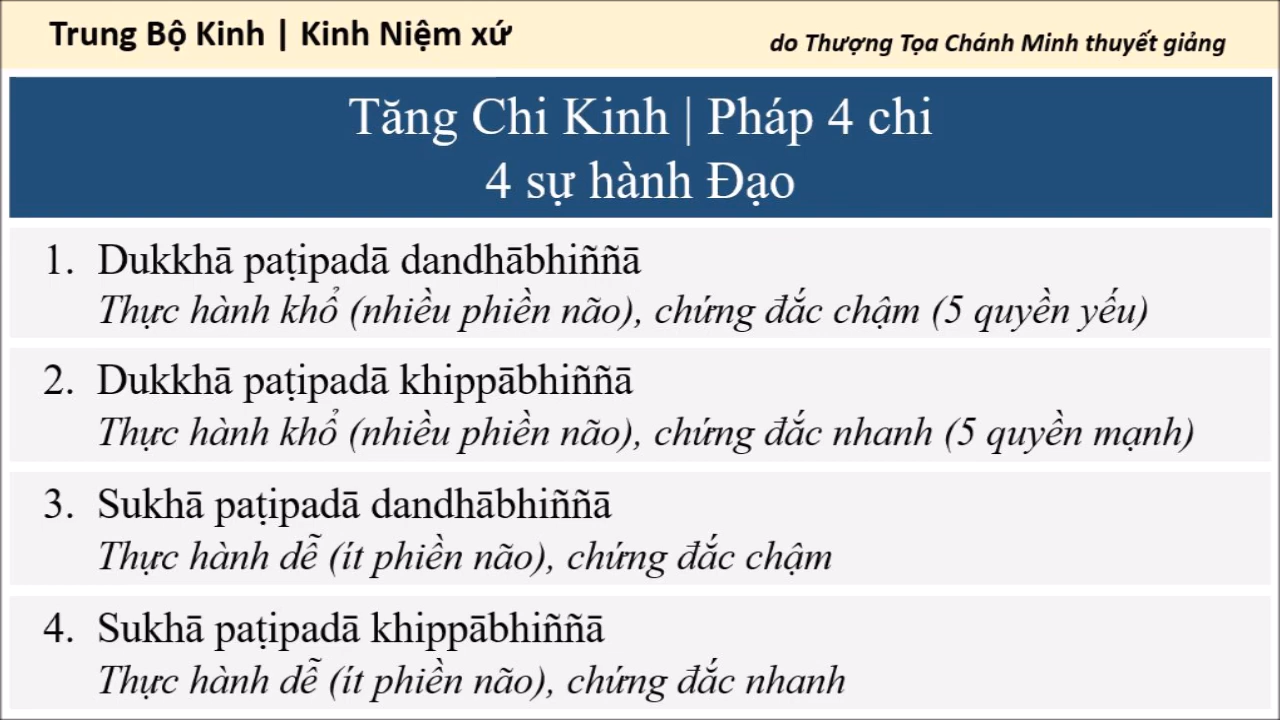 Trung Bộ Kinh | Kinh Niệm xứ
do Thượng Tọa Chánh Minh thuyết giảng
Tăng Chi Kinh | Pháp 4 chi
4 sự hành Đạo
1. Dukkhā paṭipadā dandhābhiññā
Thực hành khổ (nhiều phiền não), chứng đắc chậm (5 quyền yếu)
2. Dukkhā paṭipadā khippābhiññā
Thực hành khổ (nhiều phiền não), chứng đắc nhanh (5 quyền mạnh)
3. Sukhā paṭipadā dandhābhiññā
Thực hành dễ (ít phiền não), chứng đắc chậm
4. Sukhā paṭipadā khippābhiññā
Thực hành dễ (ít phiền não), chứng đắc nhanh